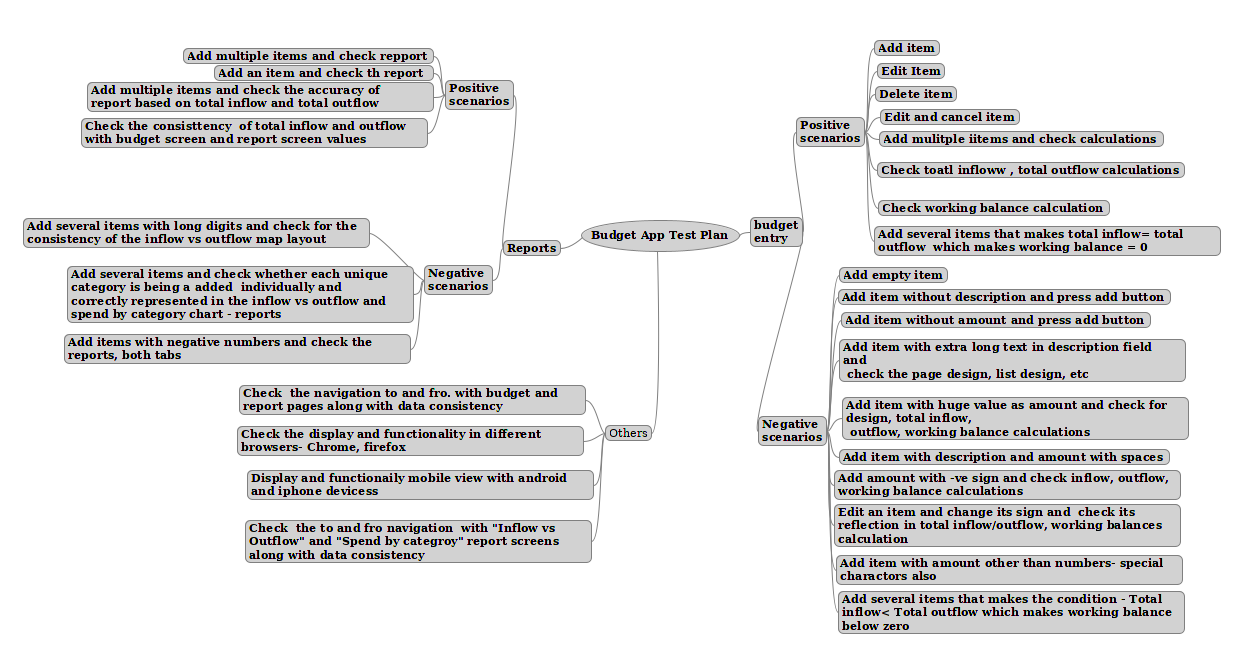 Budget App Test Plan
Reports
Positive
scenarios
Add multiple items and check repport
Add an item and check th report
Add multiple items and check the accuracy of
report based on total inflow and total outflow
Check the consisttency  of total inflow and outflow
with budget screen and report screen values
Negative
scenarios
Add several items with long digits and check for the
consistency of the inflow vs outflow map layout
Add several items and check whether each unique
category is being a added  individually and
correctly represented in the inflow vs outflow and
spend by category chart - reports
Add items with negative numbers and check the
reports, both tabs
Others
Check  the navigation to and fro. with budget and
report pages along with data consistency
Check the display and functionality in different
browsers- Chrome, firefox
Display and functionaily mobile view with android
and iphone devicess
Check  the to and fro navigation  with "Inflow vs
Outflow" and "Spend by categroy" report screens
along with data consistency
budget
entry
Positive
scenarios
Add item
Edit Item
Delete item
Edit and cancel item
Add mulitple iitems and check calculations
Check toatl infloww , total outflow calculations
Check working balance calculation
Add several items that makes total inflow= total
outflow  which makes working balance = 0
Negative
scenarios
Add empty item
Add item without description and press add button
Add item without amount and press add button
Add item with extra long text in description field
and
check the page design, list design, etc
Add item with huge value as amount and check for
design, total inflow,
outflow, working balance calculations
Add item with description and amount with spaces
Add amount with -ve sign and check inflow, outflow,
working balance calculations
Edit an item and change its sign and  check its
reflection in total inflow/outflow, working balances
calculation
Add item with amount other than numbers- special
charactors also
Add several items that makes the condition - Total
inflow< Total outflow which makes working balance
below zero